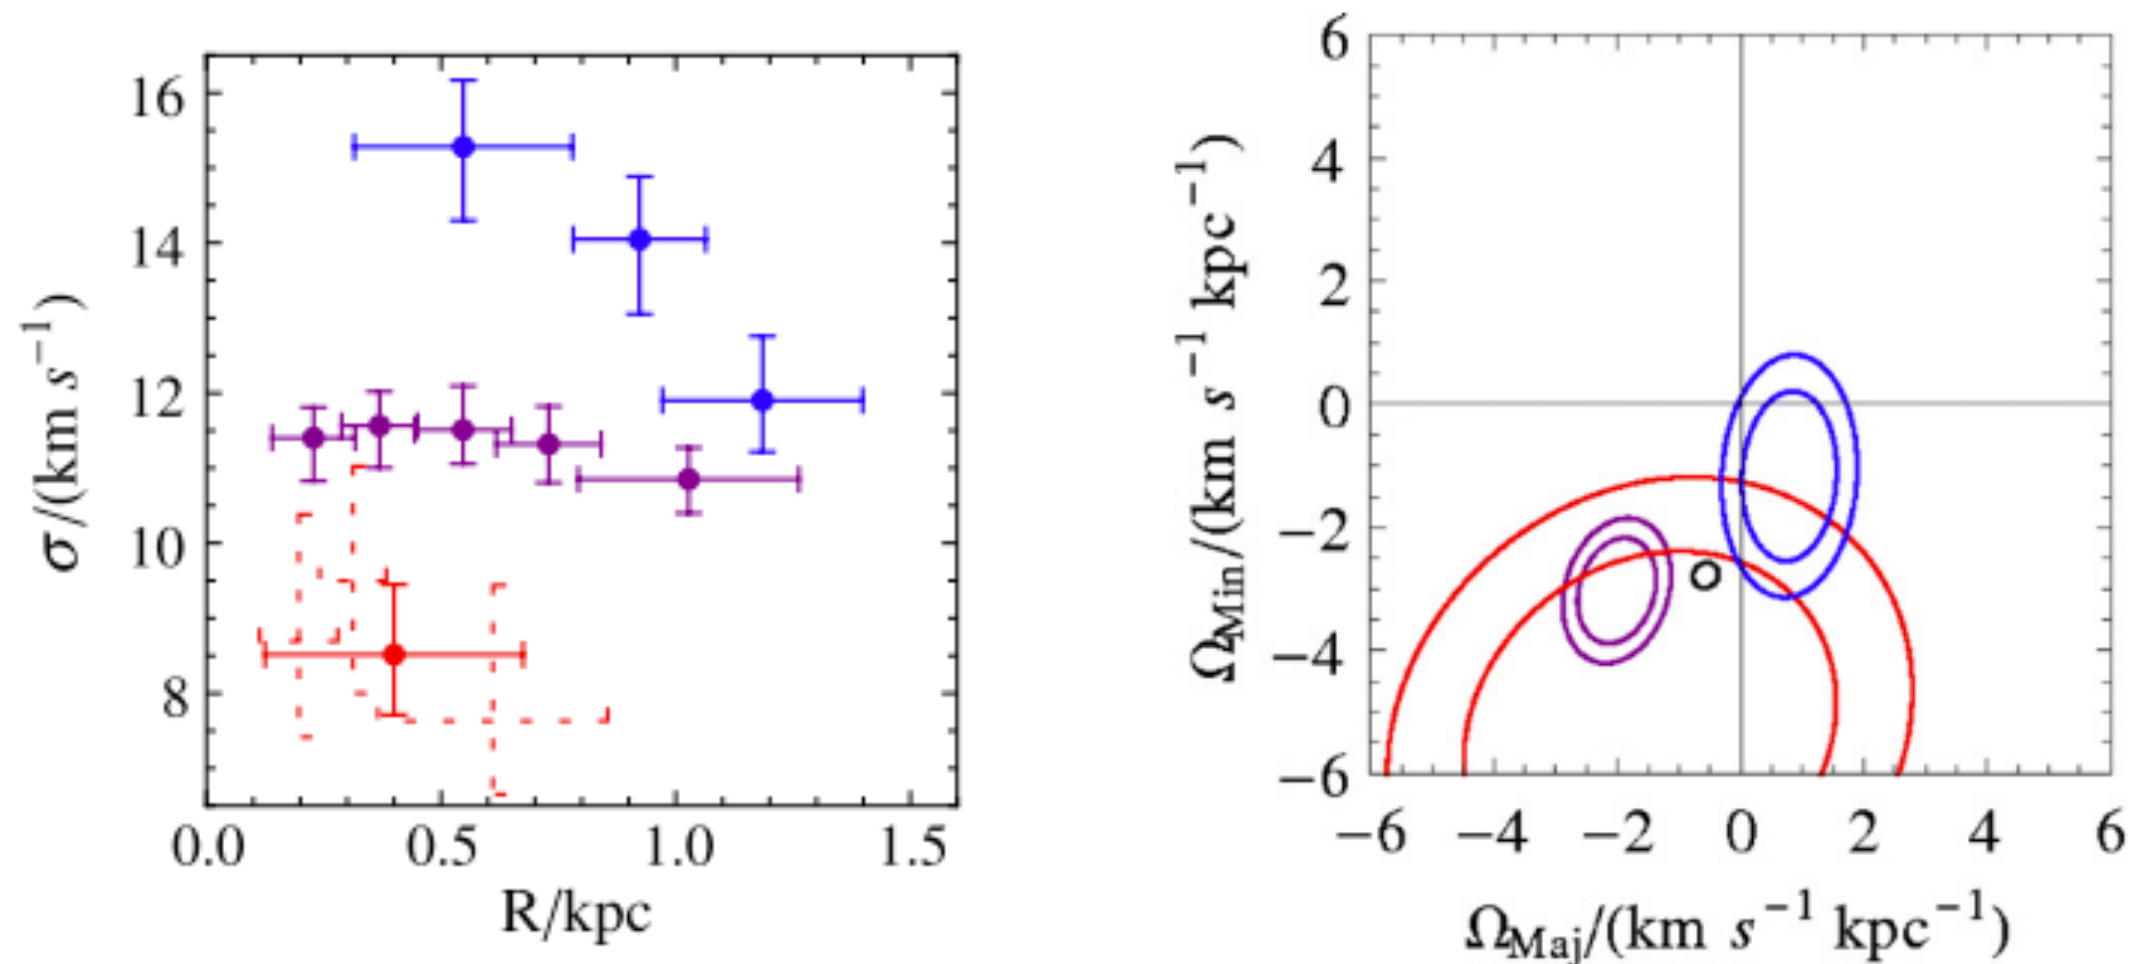 16
14
12
10
8
σ/(km s⁻¹)
0.0 0.5 1.0 1.5
R/kpc
6
4
2
0
−2
−4
−6
Ω_Min/(km s⁻¹ kpc⁻¹)
−6 −4 −2 0 2 4 6
Ω_Maj/(km s⁻¹ kpc⁻¹)